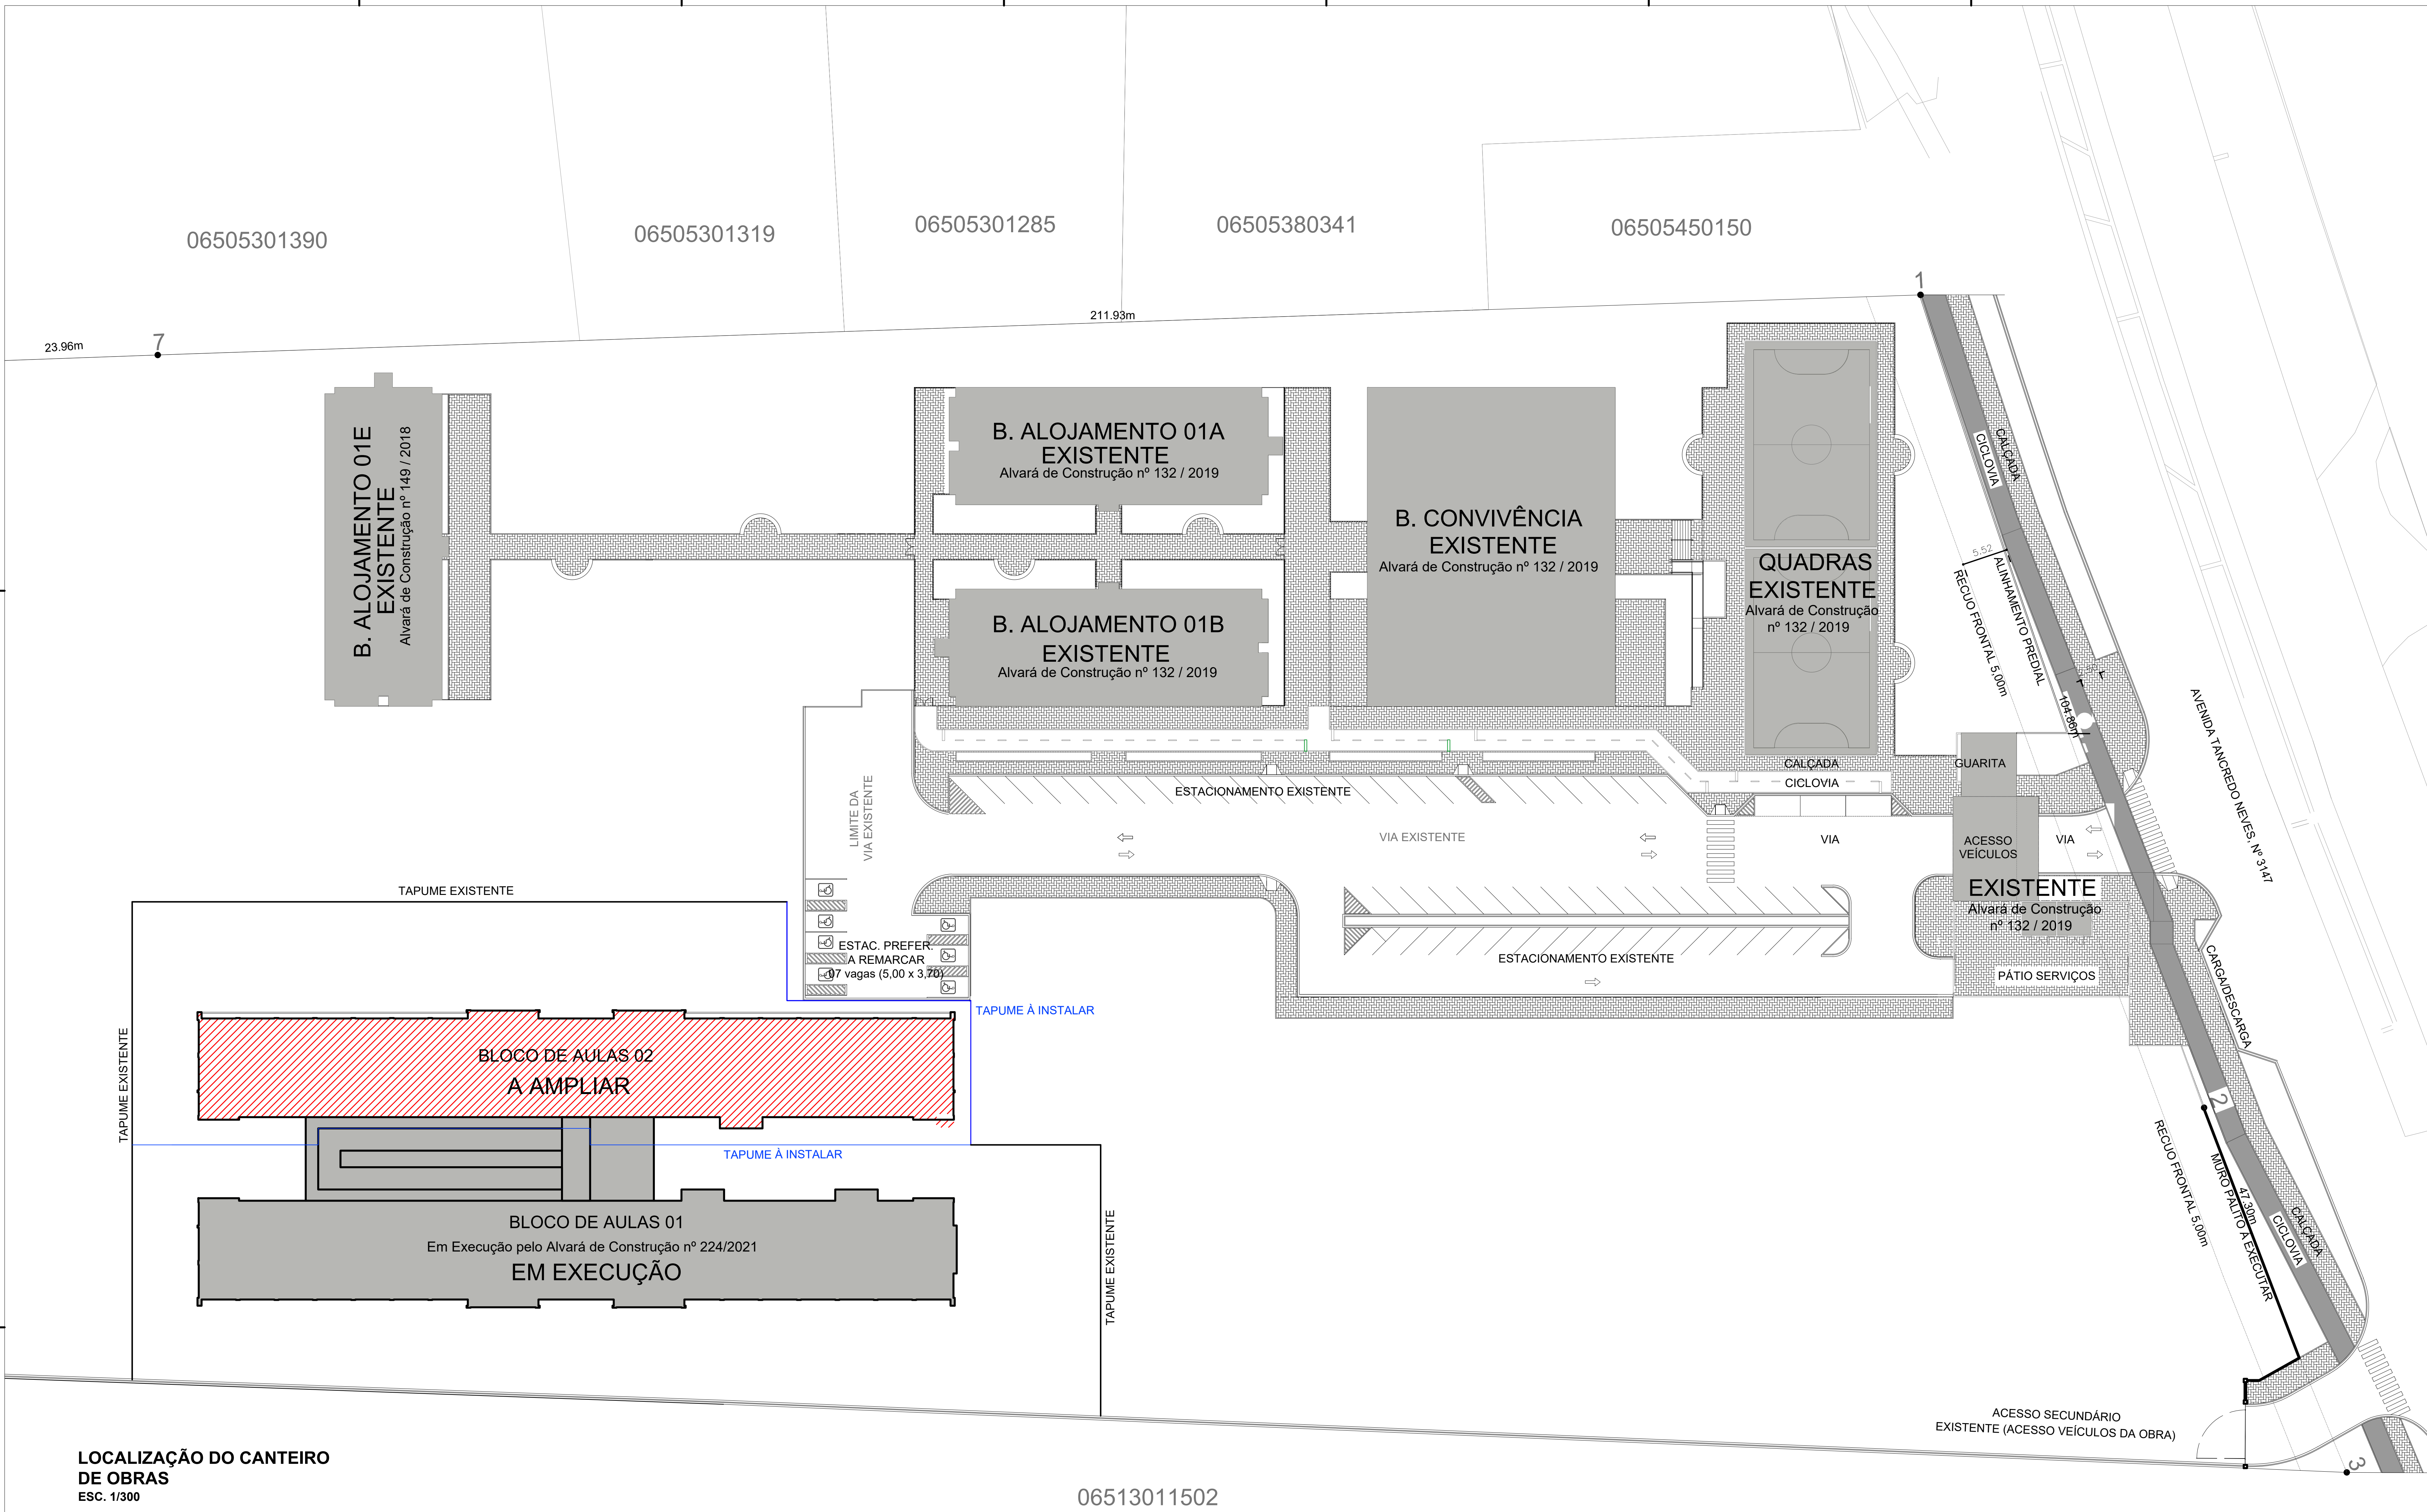 06505301390
06505301319
06505301285
06505380341
06505450150
1
211.93m
7
23.96m
B. ALOJAMENTO 01E
EXISTENTE
Alvará de Construção nº 149 / 2018
B. ALOJAMENTO 01A
EXISTENTE
Alvará de Construção nº 132 / 2019
B. CONVIVÊNCIA
EXISTENTE
Alvará de Construção nº 132 / 2019
QUADRAS
EXISTENTE
Alvará de Construção
nº 132 / 2019
B. ALOJAMENTO 01B
EXISTENTE
Alvará de Construção nº 132 / 2019
CALÇADA
CICLOVIA
5.52
ALINHAMENTO PREDIAL
RECUO FRONTAL 5,00m
104.86m
AVENIDA TANCREDO NEVES, Nº 3147
CALÇADA
CICLOVIA
GUARITA
ESTACIONAMENTO EXISTENTE
LIMITE DA
VIA EXISTENTE
VIA EXISTENTE
VIA
ACESSO
VEÍCULOS
VIA
EXISTENTE
Alvará de Construção
nº 132 / 2019
TAPUME EXISTENTE
ESTAC. PREFER.
A REMARCAR
07 vagas (5,00 x 3,70)
ESTACIONAMENTO EXISTENTE
PÁTIO SERVIÇOS
CARGA/DESCARGA
TAPUME À INSTALAR
TAPUME EXISTENTE
BLOCO DE AULAS 02
A AMPLIAR
TAPUME À INSTALAR
2
RECUO FRONTAL 5,00m
MURO PALITO A EXECUTAR
47.30m
CICLOVIA
CALÇADA
BLOCO DE AULAS 01
Em Execução pelo Alvará de Construção nº 224/2021
EM EXECUÇÃO
TAPUME EXISTENTE
ACESSO SECUNDÁRIO
EXISTENTE (ACESSO VEÍCULOS DA OBRA)
3
LOCALIZAÇÃO DO CANTEIRO
DE OBRAS
ESC. 1/300
06513011502